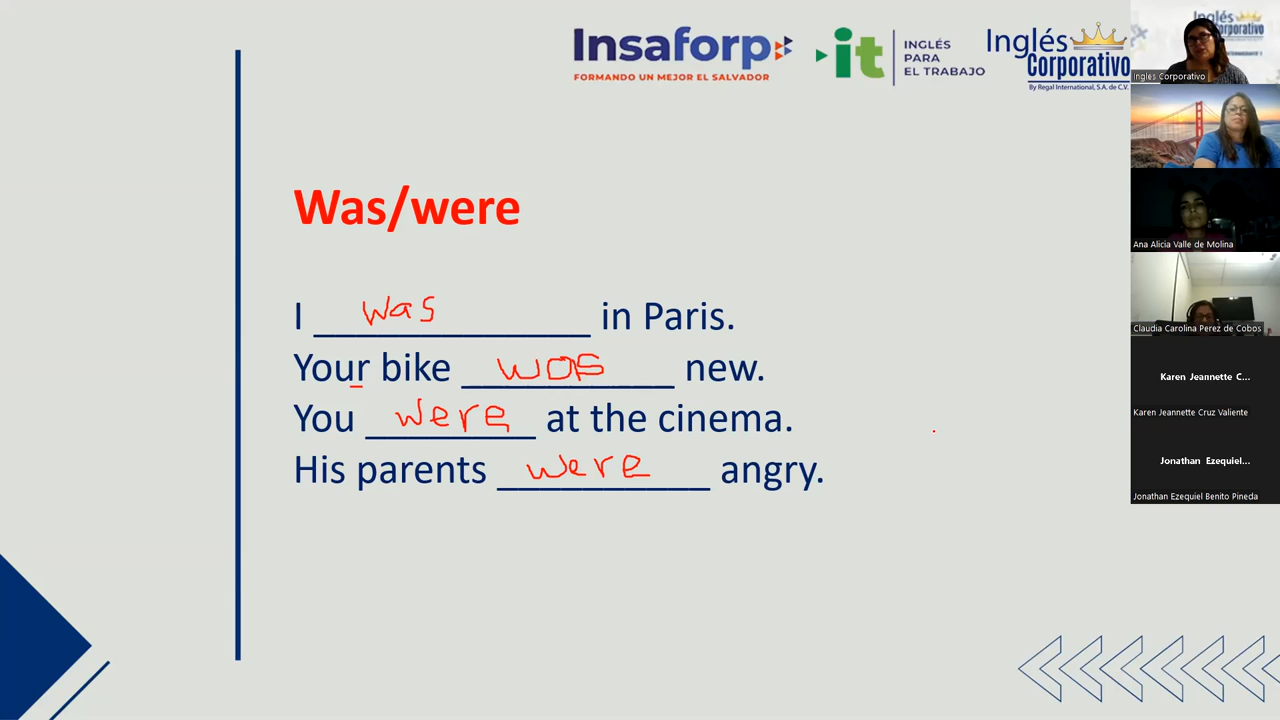 Insaforp
FORMANDO UN MEJOR EL SALVADOR
it
INGLÉS
PARA
EL TRABAJO
Inglés
Corporativo
By Regal International, S.A. de C.V.
Was/were
I was in Paris.
Your bike was new.
You were at the cinema.
His parents were angry.
Inglés
Corporativo
Ingles Corporativo
Ana Alicia Valle de Molina
Claudia Carolina Perez de Cobos
Karen Jeannette C...
Karen Jeannette Cruz Valiente
Jonathan Ezequiel...
Jonathan Ezequiel Benito Pineda